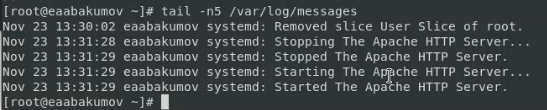 [root@eaabakumov ~]# tail -n5 /var/log/messages
Nov 23 13:30:02 eaabakumov systemd: Removed slice User Slice of root.
Nov 23 13:31:28 eaabakumov systemd: Stopping The Apache HTTP Server...
Nov 23 13:31:29 eaabakumov systemd: Stopped The Apache HTTP Server.
Nov 23 13:31:29 eaabakumov systemd: Starting The Apache HTTP Server...
Nov 23 13:31:29 eaabakumov systemd: Started The Apache HTTP Server.
[root@eaabakumov ~]#